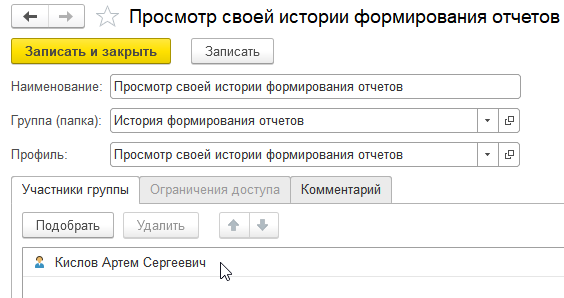 Просмотр своей истории формирования отчетов
Записать и закрыть Записать
Наименование: Просмотр своей истории формирования отчетов
Группа (папка): История формирования отчетов
Профиль: Просмотр своей истории формирования отчетов
Участники группы Ограничения доступа Комментарий
Подобрать Удалить
Кислов Артем Сергеевич